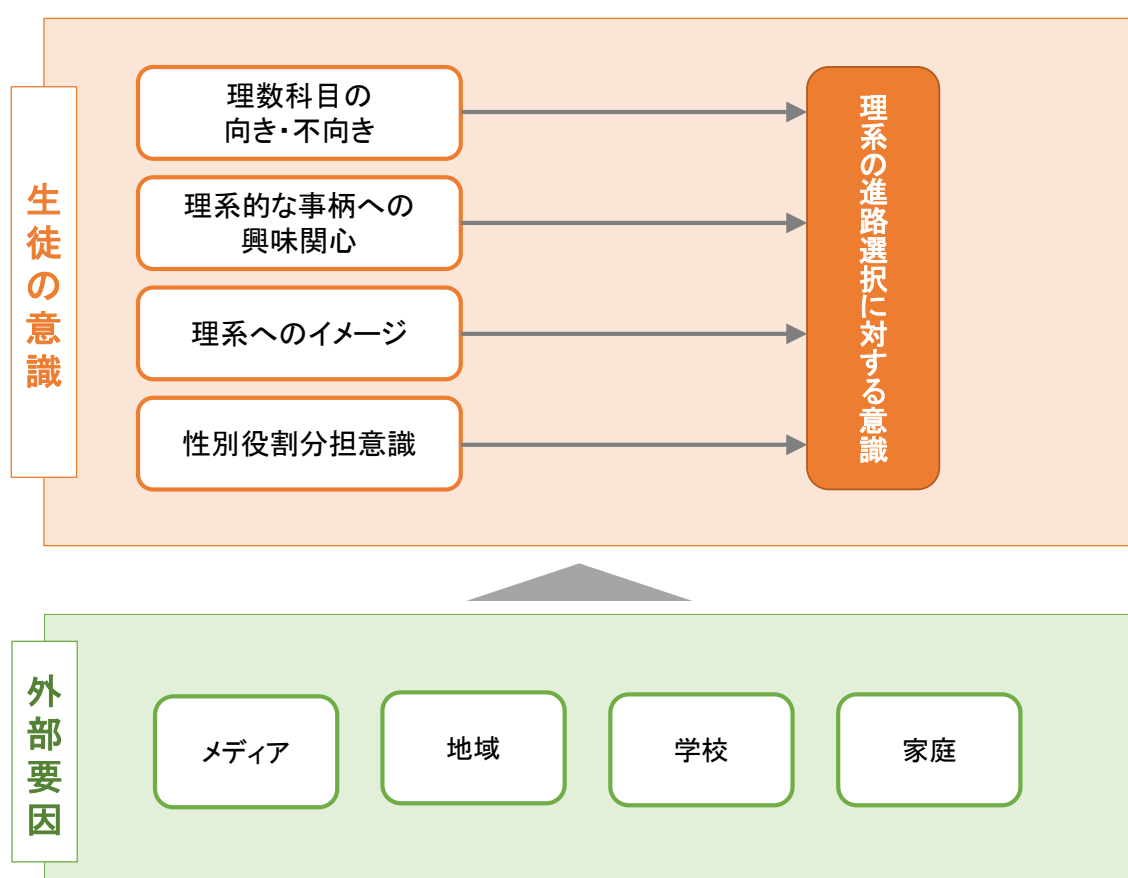 生徒の意識
理数科目の
向き・不向き
理系的な事柄への
興味関心
理系へのイメージ
性別役割分担意識
理系の進路選択に対する意識
外部要因
メディア
地域
学校
家庭